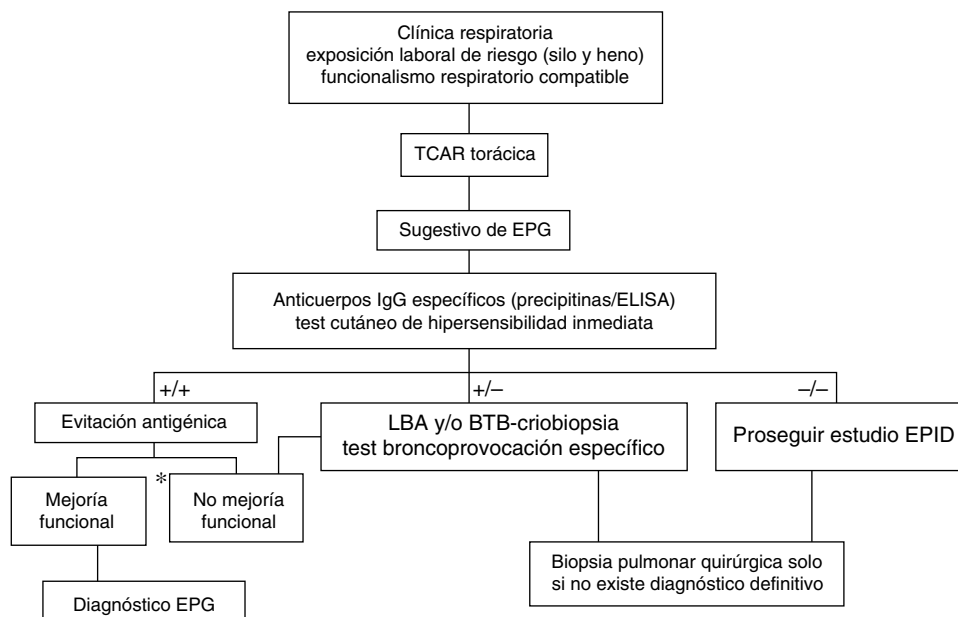 Clínica respiratoria
exposición laboral de riesgo (silo y heno)
funcionalismo respiratorio compatible
TCAR torácica
Sugestivo de EPG
Anticuerpos IgG específicos (precipitinas/ELISA)
test cutáneo de hipersensibilidad inmediata
+/+
+/–
–/–
Evitación antigénica
LBA y/o BTB-criobiopsia
test broncoprovocación específico
Proseguir estudio EPID
Mejoría
funcional
*
No mejoría
funcional
Biopsia pulmonar quirúrgica solo
si no existe diagnóstico definitivo
Diagnóstico EPG